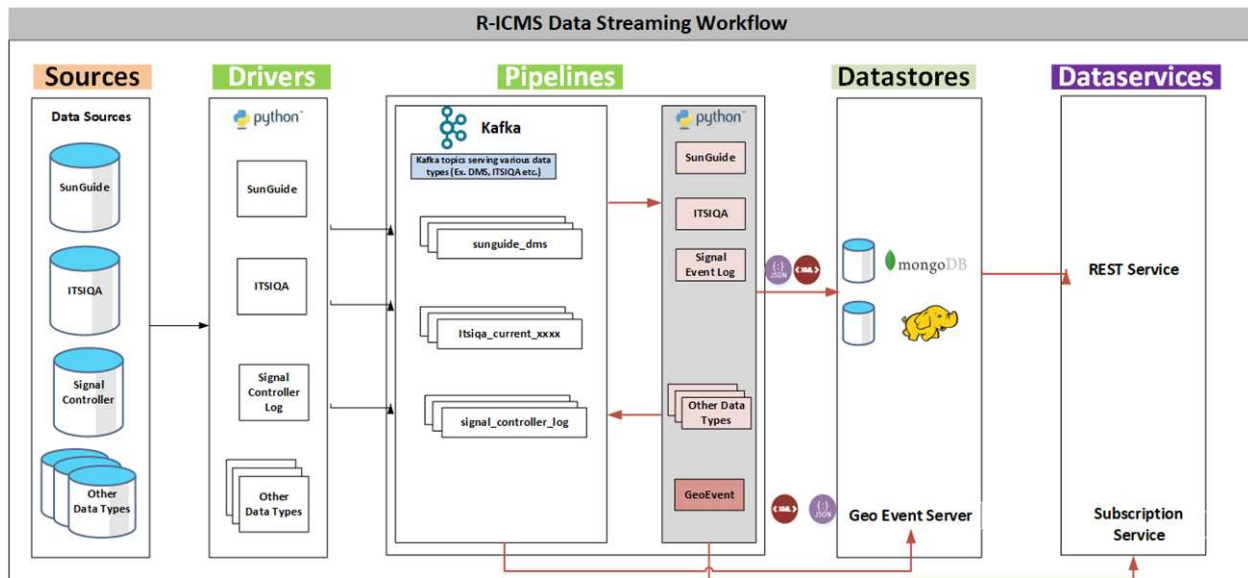 R-ICMS Data Streaming Workflow
Sources
Drivers
Pipelines
Datastores
Dataservices
Data Sources
SunGuide
ITSIQA
Signal
Controller
Other
Data Types
python™
SunGuide
ITSIQA
Signal
Controller
Log
Other
Data Types
Kafka
Kafka topics serving various data
types (Ex. DMS, ITSIQA etc.)
sunguide_dms
Itsiqa_current_xxxx
signal_controller_log
python™
SunGuide
ITSIQA
Signal
Event Log
Other Data
Types
GeoEvent
{:}
JSON
<XML>
<XML>
{:}
JSON
mongoDB
Geo Event Server
REST Service
Subscription
Service